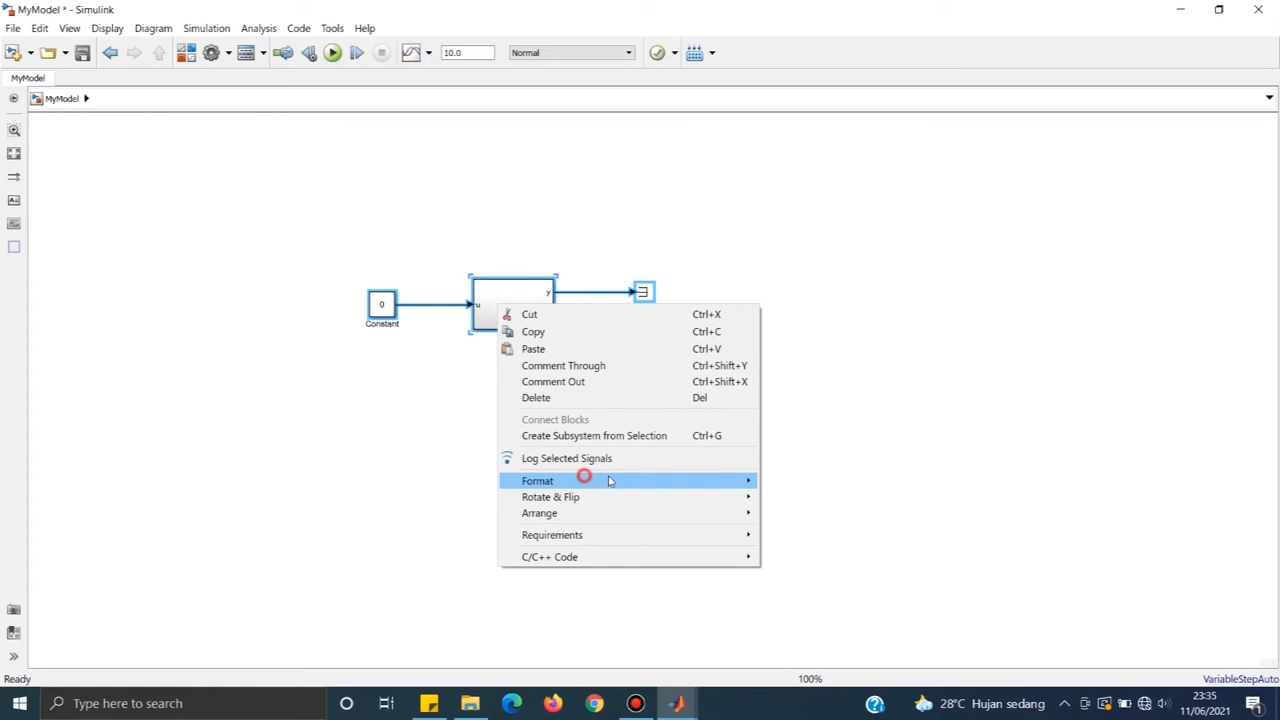 MyModel * - Simulink
File Edit View Display Diagram Simulation Analysis Code Tools Help
10.0 Normal
MyModel
MyModel
0
Constant
u
y
Cut Ctrl+X
Copy Ctrl+C
Paste Ctrl+V
Comment Through Ctrl+Shift+Y
Comment Out Ctrl+Shift+X
Delete Del
Connect Blocks
Create Subsystem from Selection Ctrl+G
Log Selected Signals
Format
Rotate & Flip
Arrange
Requirements
C/C++ Code
Ready 100% VariableStepAuto
Type here to search
28°C Hujan sedang
23:35
11/06/2021